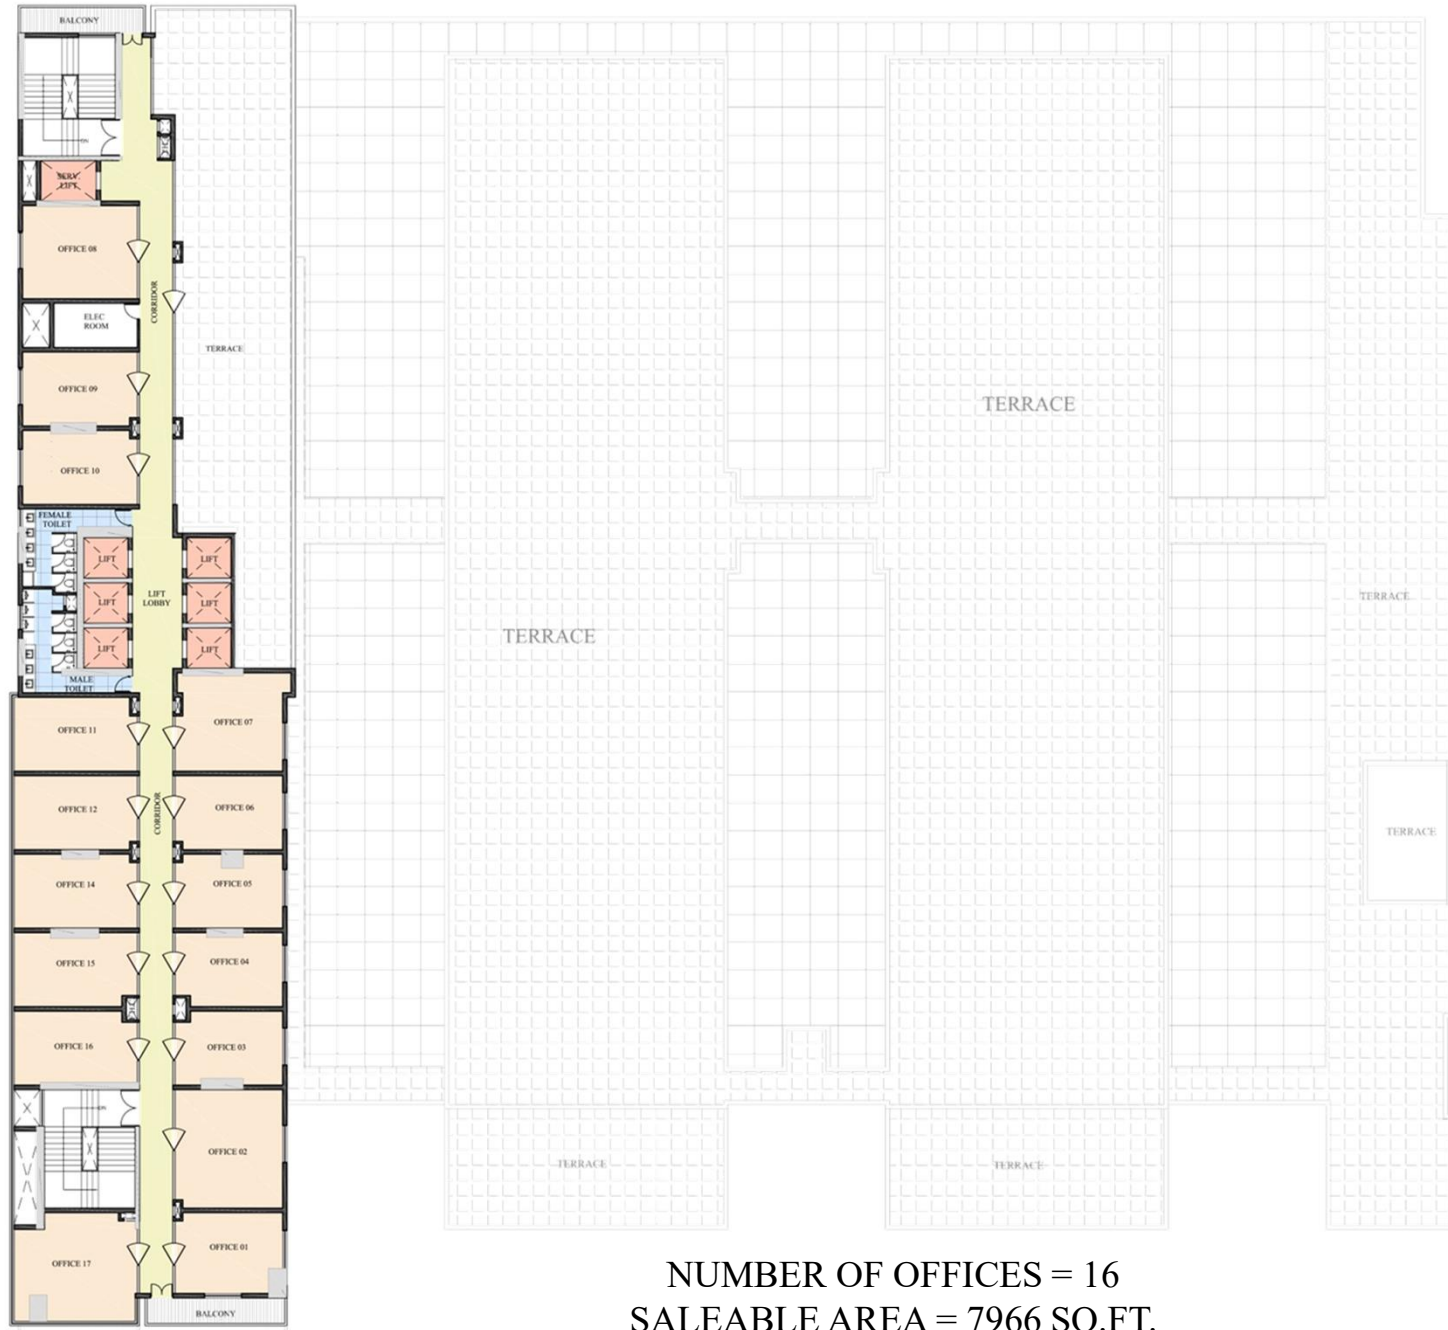 BALCONY
DN
SERV.
LIFT
OFFICE 08
CORRIDOR
ELEC
ROOM
TERRACE
OFFICE 09
TERRACE
OFFICE 10
FEMALE
TOILET
LIFT
LIFT
LIFT
LOBBY
LIFT
LIFT
TERRACE
TERRACE
LIFT
LIFT
MALE
TOILET
OFFICE 11
OFFICE 07
OFFICE 12
OFFICE 06
CORRIDOR
TERRACE
OFFICE 14
OFFICE 05
OFFICE 15
OFFICE 04
OFFICE 16
OFFICE 03
DN
OFFICE 02
TERRACE
TERRACE
OFFICE 17
OFFICE 01
BALCONY
NUMBER OF OFFICES = 16
SALEABLE AREA = 7966 SQ.FT.